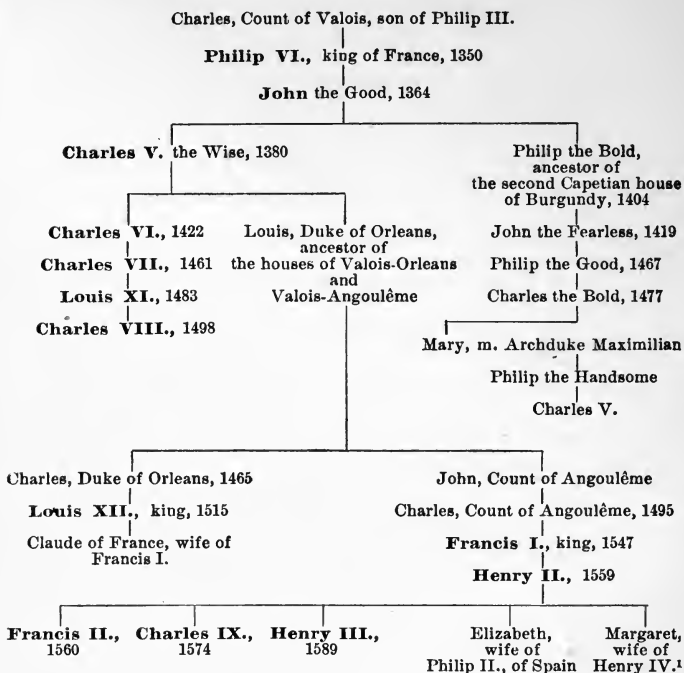 Charles, Count of Valois, son of Philip III.
Philip VI., king of France, 1350
John the Good, 1364
Charles V. the Wise, 1380
Philip the Bold,
ancestor of
the second Capetian house
of Burgundy, 1404
Charles VI., 1422
Charles VII., 1461
Louis XI., 1483
Charles VIII., 1498
Louis, Duke of Orleans,
ancestor of
the houses of Valois-Orleans
and
Valois-Angoulême
John the Fearless, 1419
Philip the Good, 1467
Charles the Bold, 1477
Mary, m. Archduke Maximilian
Philip the Handsome
Charles V.
Charles, Duke of Orleans, 1465
Louis XII., king, 1515
Claude of France, wife of
Francis I.
John, Count of Angoulême
Charles, Count of Angoulême, 1495
Francis I., king, 1547
Henry II., 1559
Francis II.,
1560
Charles IX.,
1574
Henry III.,
1589
Elizabeth,
wife of
Philip II., of Spain
Margaret,
wife of
Henry IV.¹